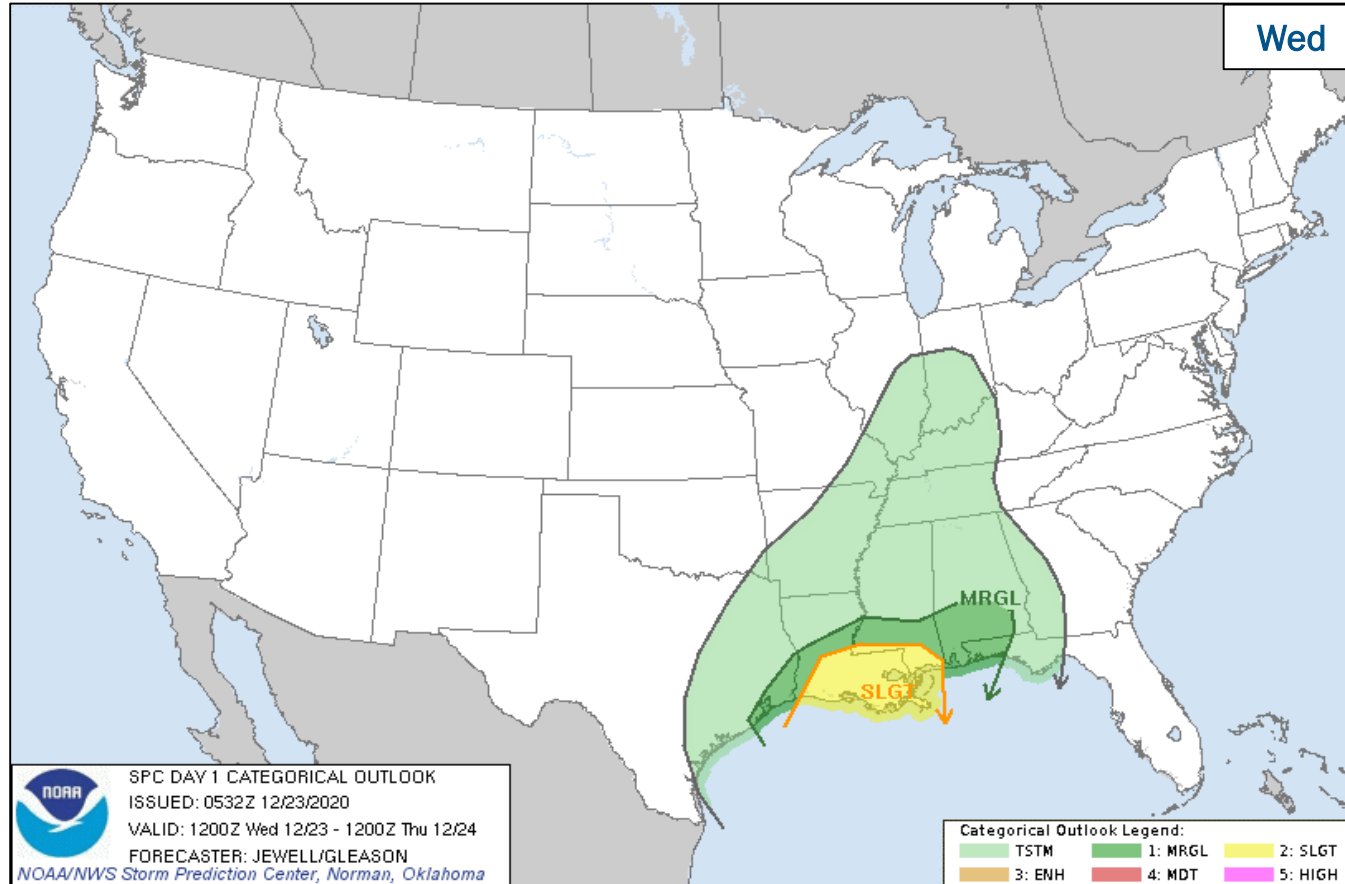 Wed
MRGL
SLGT
NOAA
SPC DAY 1 CATEGORICAL OUTLOOK
ISSUED: 0532Z 12/23/2020
VALID: 1200Z Wed 12/23 - 1200Z Thu 12/24
FORECASTER: JEWELL/GLEASON
NOAA/NWS Storm Prediction Center, Norman, Oklahoma
Categorical Outlook Legend:
TSTM 1: MRGL 2: SLGT
3: ENH 4: MDT 5: HIGH